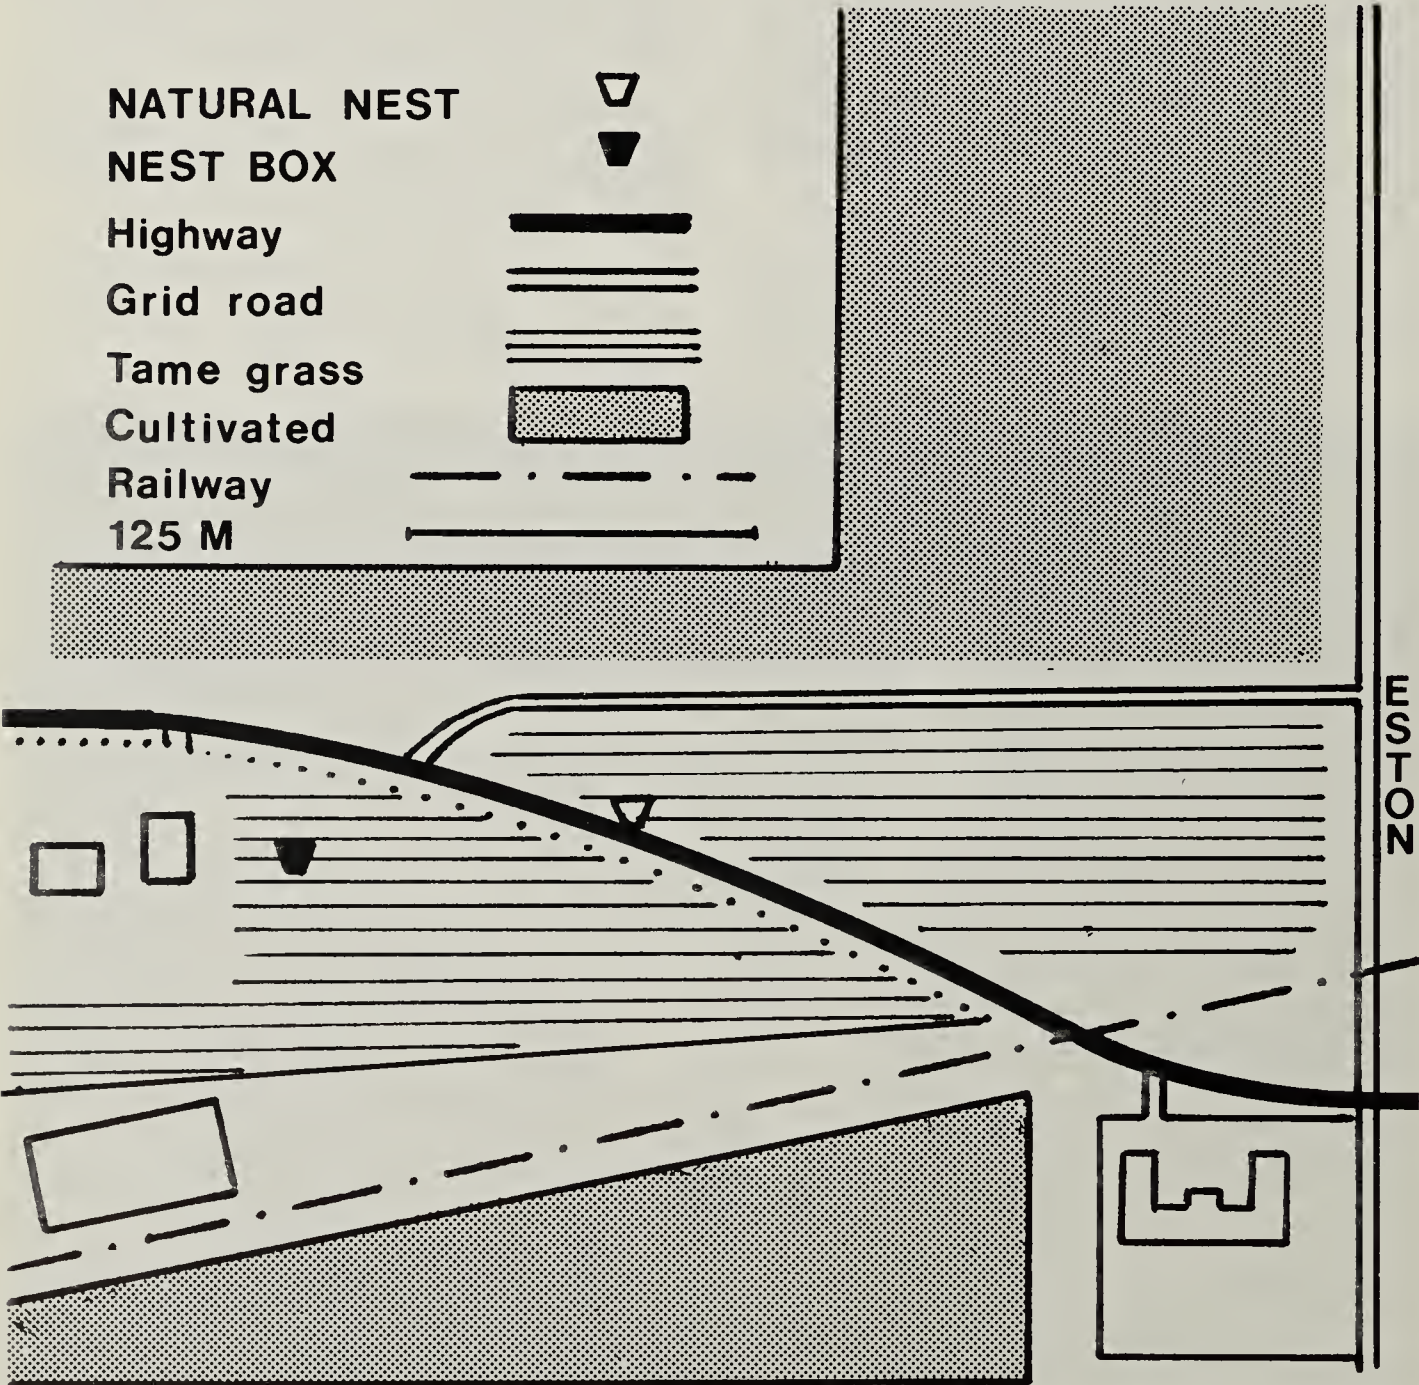 NATURAL NEST
NEST BOX
Highway
Grid road
Tame grass
Cultivated
Railway
125 M
ESTON